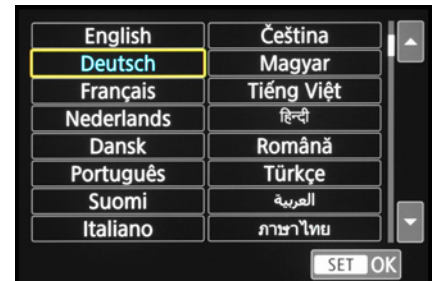 English
Čeština
Deutsch
Magyar
Français
Tiếng Việt
Nederlands
हिन्दी
Dansk
Română
Português
Türkçe
Suomi
العربية
Italiano
ภาษาไทย
SET OK